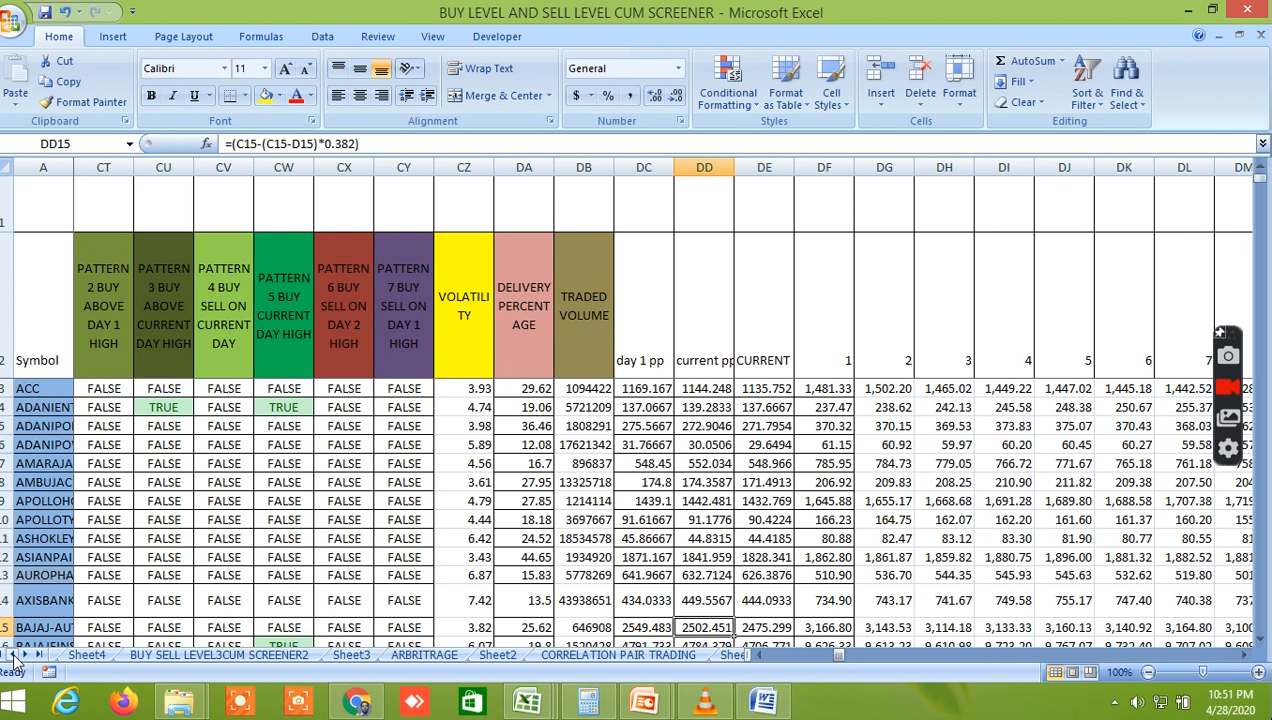 BUY LEVEL AND SELL LEVEL CUM SCREENER - Microsoft Excel
Home Insert Page Layout Formulas Data Review View Developer
Paste Cut Calibri 11 Wrap Text General Conditional Formatting Format as Table Cell Styles Insert Delete Format AutoSum Sort & Filter Find & Select
Copy Fill
Format Painter B I U A Merge & Center $ % , Clear
Clipboard Font Alignment Number Styles Cells Editing
DD15 fx =(C15-(C15-D15)*0.382)
A CT CU CV CW CX CY CZ DA DB DC DD DE DF DG DH DI DJ DK DL DM
1
2 Symbol PATTERN 2 BUY ABOVE DAY 1 HIGH PATTERN 3 BUY ABOVE CURRENT DAY HIGH PATTERN 4 BUY SELL ON CURRENT DAY PATTERN 5 BUY CURRENT DAY HIGH PATTERN 6 BUY SELL ON DAY 2 HIGH PATTERN 7 BUY SELL ON DAY 1 HIGH VOLATILITY DELIVERY PERCENTAGE TRADED VOLUME day 1 pp current pp CURRENT 1 2 3 4 5 6 7
3 ACC FALSE FALSE FALSE FALSE FALSE FALSE 3.93 29.62 1094422 1169.167 1144.248 1135.752 1,481.33 1,502.20 1,465.02 1,449.22 1,447.02 1,445.18 1,442.52
4 ADANIENT FALSE TRUE FALSE TRUE FALSE FALSE 4.74 19.06 5721209 137.0667 139.2833 137.6667 237.47 238.62 242.13 245.58 248.38 250.67 255.37
5 ADANIPO FALSE FALSE FALSE FALSE FALSE FALSE 3.98 26.46 1808291 275.5667 272.9046 271.7954 370.32 370.15 369.53 373.83 375.07 370.43 368.03
6 ADANIPO FALSE FALSE FALSE FALSE FALSE FALSE 5.89 12.08 17621342 31.76667 30.0506 29.6494 61.15 60.92 59.97 60.20 60.45 60.27 59.58
7 AMARAJA FALSE FALSE FALSE FALSE FALSE FALSE 4.56 16.7 896837 548.45 552.034 548.966 785.95 784.73 779.05 766.72 771.67 765.18 761.18
8 AMBUJAC FALSE FALSE FALSE FALSE FALSE FALSE 3.61 27.95 13325718 174.8 174.3587 171.4913 206.92 209.83 208.25 210.90 211.82 209.38 207.50
9 APOLLOHO FALSE FALSE FALSE FALSE FALSE FALSE 4.79 27.85 1214114 1439.1 1442.481 1432.769 1,645.88 1,655.17 1,668.68 1,691.28 1,689.80 1,688.58 1,707.38
10 APOLLOTY FALSE FALSE FALSE FALSE FALSE FALSE 4.44 18.18 3697667 91.61667 91.1776 90.4224 166.23 164.75 162.07 162.20 161.60 161.37 160.20
11 ASHOKLEY FALSE FALSE FALSE FALSE FALSE FALSE 6.42 24.52 18534578 45.86667 44.8315 44.4185 80.88 82.47 83.12 83.30 81.90 80.77 80.55
12 ASIANPAI FALSE FALSE FALSE FALSE FALSE FALSE 3.43 44.65 1934920 1871.167 1841.959 1828.341 1,862.80 1,861.87 1,859.82 1,880.75 1,896.00 1,881.32 1,882.52
13 AUROPHA FALSE FALSE FALSE FALSE FALSE FALSE 6.87 15.83 5778269 641.9667 632.7124 626.3876 510.90 536.70 544.35 545.93 545.63 532.62 519.80
14 AXISBANK FALSE FALSE FALSE FALSE FALSE FALSE 7.42 13.5 43938651 434.0333 449.5567 444.0933 734.90 743.17 741.67 749.58 755.17 747.40 740.38
15 BAJAJ-AUT FALSE FALSE FALSE FALSE FALSE FALSE 3.82 25.62 646908 2549.483 2502.451 2475.299 3,166.80 3,143.53 3,114.18 3,133.33 3,160.13 3,140.92 3,164.80
Sheet4 BUY SELL LEVEL3CUM SCREENER2 Sheet3 ARBRITRAGE Sheet2 CORRELATION PAIR TRADING Shee
Ready 100%
10:51 PM
4/28/2020